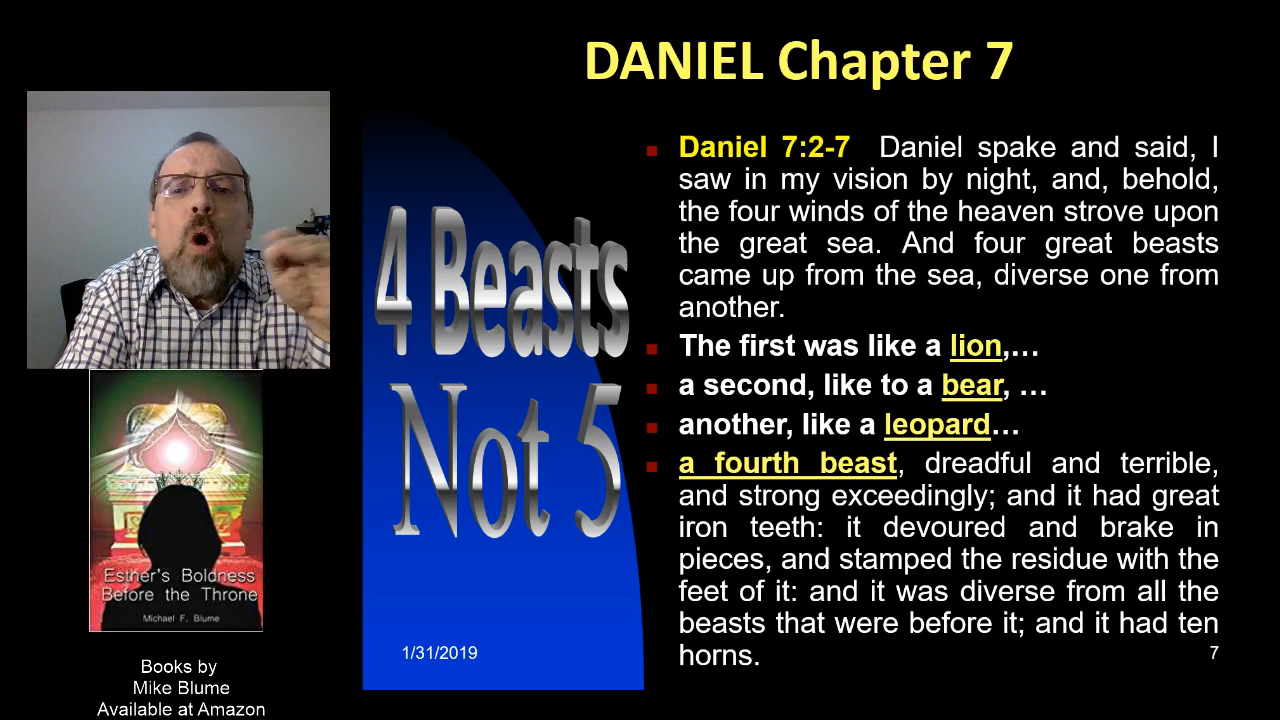 DANIEL Chapter 7
4 Beasts
Not 5
Daniel 7:2-7 Daniel spake and said, I
saw in my vision by night, and, behold,
the four winds of the heaven strove upon
the great sea. And four great beasts
came up from the sea, diverse one from
another.
The first was like a lion,…
a second, like to a bear, …
another, like a leopard…
a fourth beast, dreadful and terrible,
and strong exceedingly; and it had great
iron teeth: it devoured and brake in
pieces, and stamped the residue with the
feet of it: and it was diverse from all the
beasts that were before it; and it had ten
horns.
1/31/2019
7
Esther's Boldness
Before the Throne
Michael F. Blume
Books by
Mike Blume
Available at Amazon